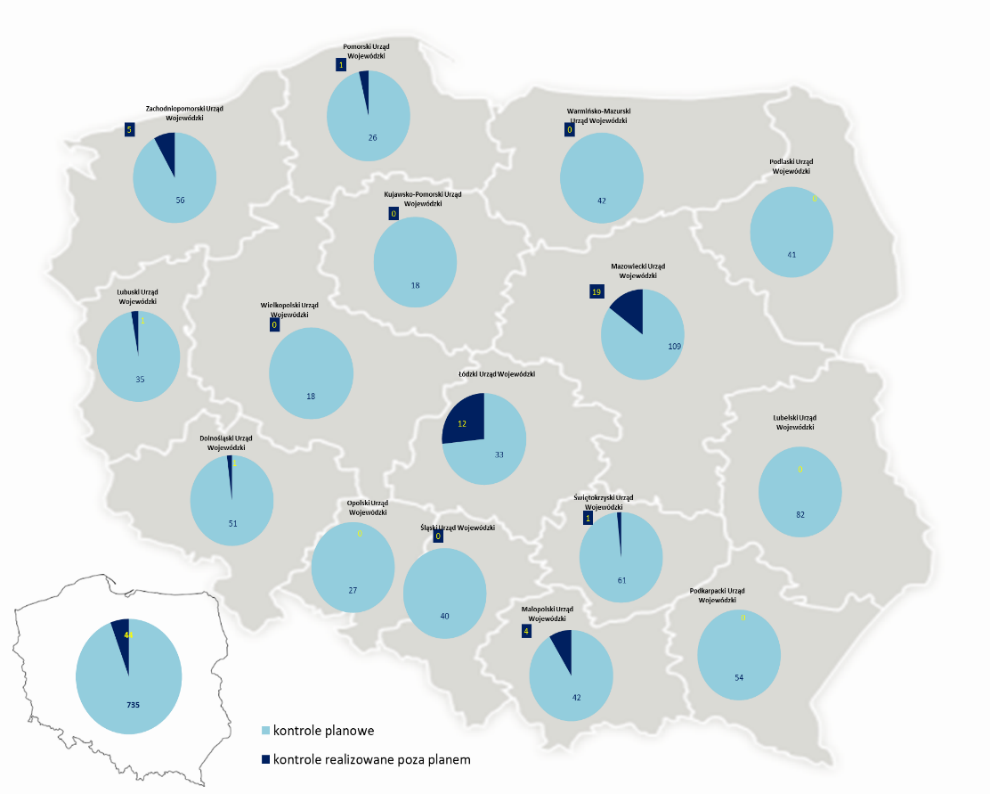 Pomorski Urząd
Wojewódzki
1
26
Zachodniopomorski Urząd
Wojewódzki
5
56
Warmińsko-Mazurski
Urząd Wojewódzki
0
42
Podlaski Urząd
Wojewódzki
0
41
Kujawsko-Pomorski Urząd
Wojewódzki
0
18
Mazowiecki Urząd
Wojewódzki
19
109
Lubuski Urząd
Wojewódzki
1
35
Wielkopolski Urząd
Wojewódzki
0
18
Łódzki Urząd Wojewódzki
12
33
Lubelski Urząd
Wojewódzki
0
82
Dolnośląski Urząd
Wojewódzki
51
Opolski Urząd
Wojewódzki
0
27
Śląski Urząd Wojewódzki
0
40
Świętokrzyski Urząd
Wojewódzki
1
61
Małopolski Urząd
Wojewódzki
4
42
Podkarpacki Urząd
Wojewódzki
0
54
44
735
kontrole planowe
kontrole realizowane poza planem